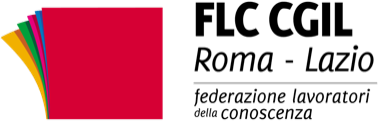 FLC CGIL
Roma - Lazio
federazione lavoratori
della conoscenza